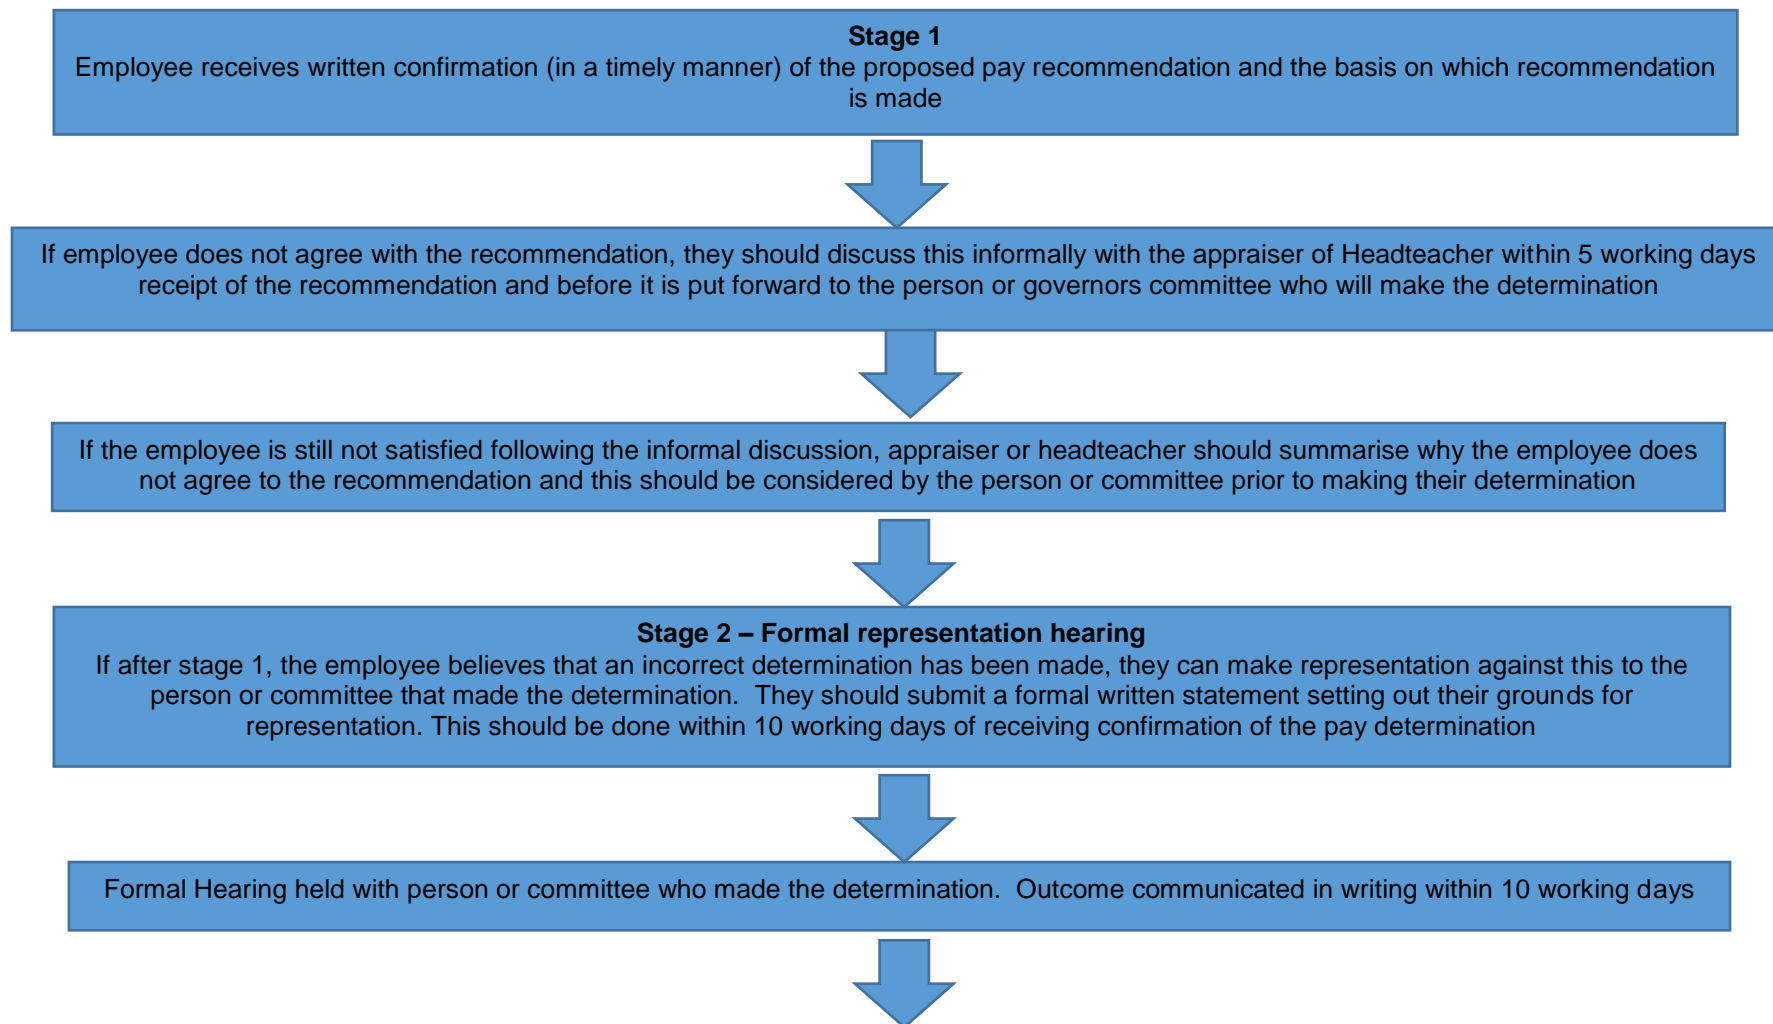 Stage 1
Employee receives written confirmation (in a timely manner) of the proposed pay recommendation and the basis on which recommendation
is made
If employee does not agree with the recommendation, they should discuss this informally with the appraiser of Headteacher within 5 working days
receipt of the recommendation and before it is put forward to the person or governors committee who will make the determination
If the employee is still not satisfied following the informal discussion, appraiser or headteacher should summarise why the employee does
not agree to the recommendation and this should be considered by the person or committee prior to making their determination
Stage 2 – Formal representation hearing
If after stage 1, the employee believes that an incorrect determination has been made, they can make representation against this to the
person or committee that made the determination.  They should submit a formal written statement setting out their grounds for
representation. This should be done within 10 working days of receiving confirmation of the pay determination
Formal Hearing held with person or committee who made the determination.  Outcome communicated in writing within 10 working days